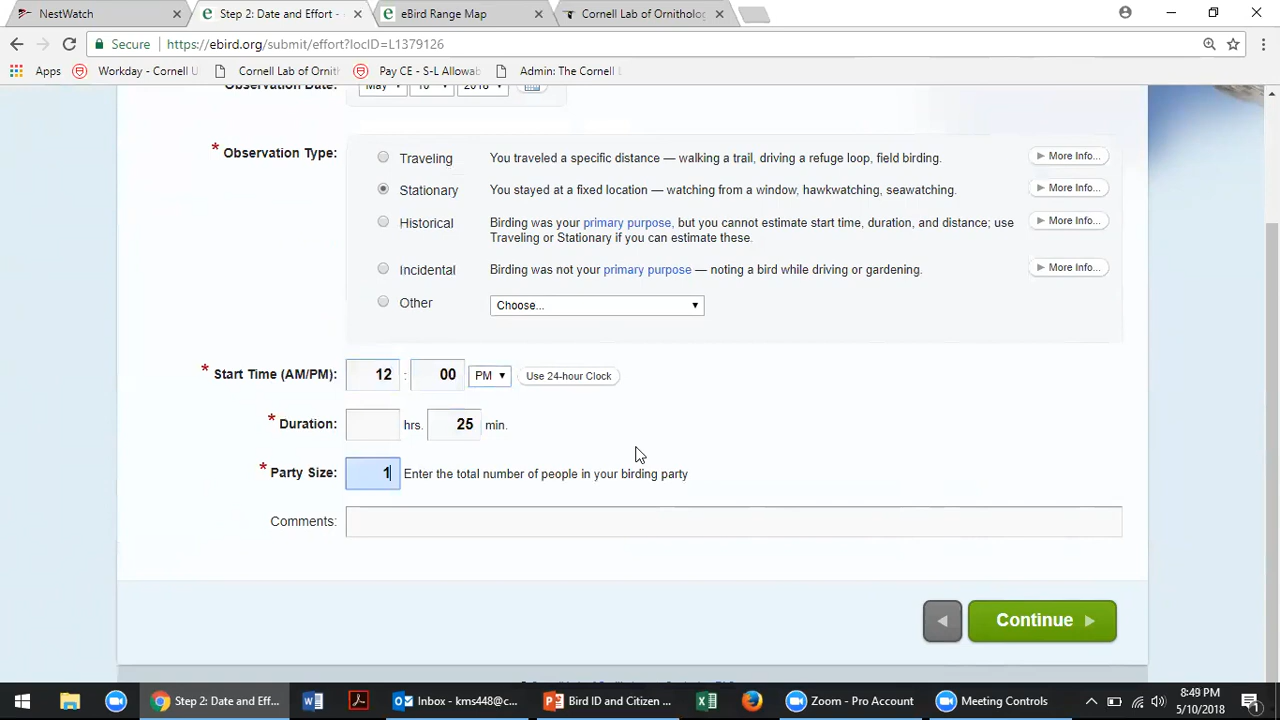 NestWatch
Step 2: Date and Effort -
eBird Range Map
Cornell Lab of Ornitholog
Secure
https://ebird.org/submit/effort?locID=L1379126
Apps
Workday - Cornell U
Cornell Lab of Ornith
Pay CE - S-L Allowab
Admin: The Cornell L
Observation Date:
May
10
2018
* Observation Type:
Traveling
You traveled a specific distance — walking a trail, driving a refuge loop, field birding.
More Info...
Stationary
You stayed at a fixed location — watching from a window, hawkwatching, seawatching.
More Info...
Historical
Birding was your primary purpose, but you cannot estimate start time, duration, and distance; use
Traveling or Stationary if you can estimate these.
More Info...
Incidental
Birding was not your primary purpose — noting a bird while driving or gardening.
More Info...
Other
Choose...
* Start Time (AM/PM):
12 : 00
PM
Use 24-hour Clock
* Duration:
hrs.
25
min.
* Party Size:
1
Enter the total number of people in your birding party
Comments:
Continue
Step 2: Date and Eff...
Inbox - kms448@c...
Bird ID and Citizen ...
Zoom - Pro Account
Meeting Controls
8:49 PM
5/10/2018